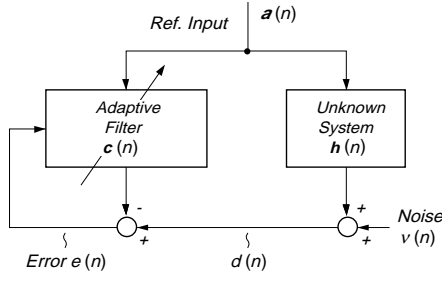 Ref. Input
a (n)
Adaptive
Filter
c (n)
Unknown
System
h (n)
-
+
+
+
Noise
ν (n)
Error e (n)
d (n)